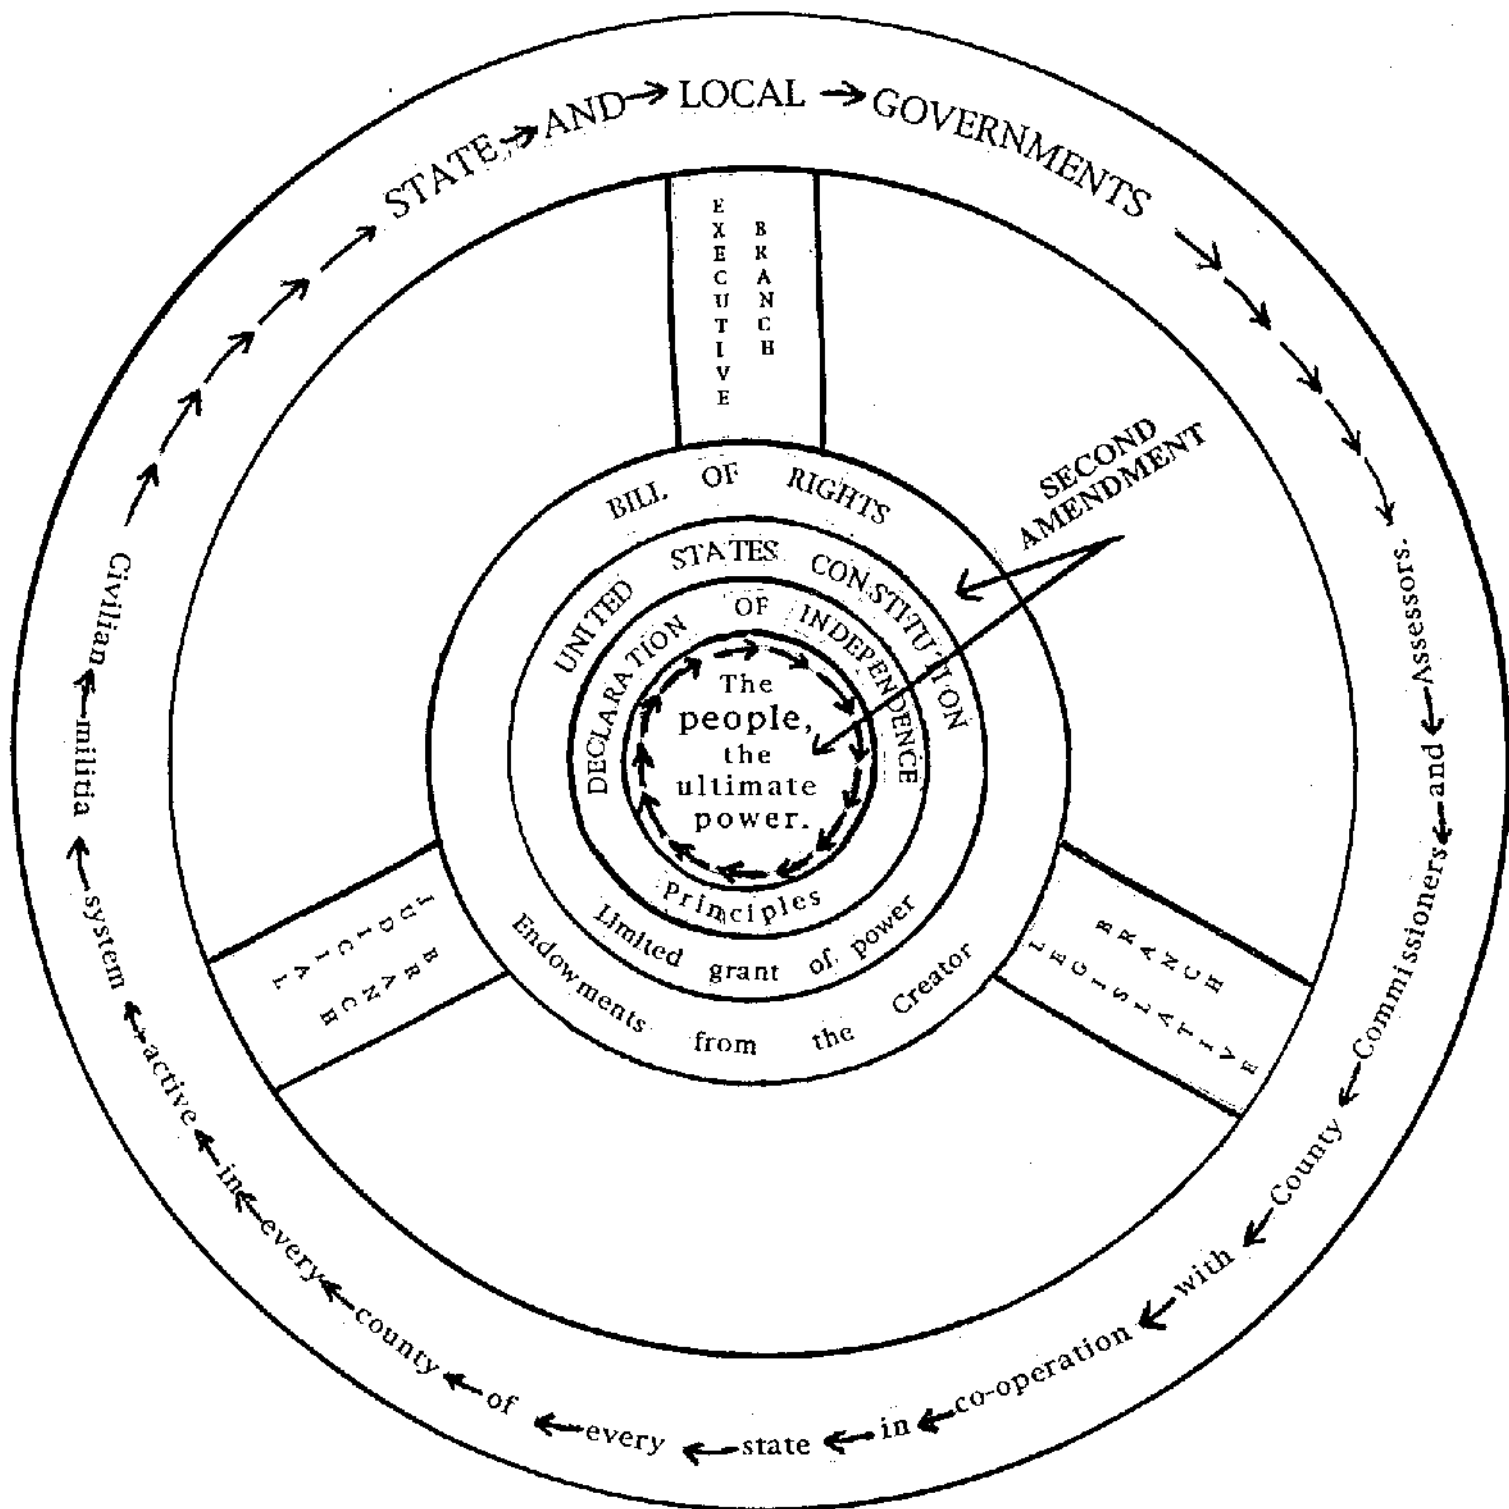 STATE AND LOCAL GOVERNMENTS
EXECUTIVE
BRANCH
SECOND
AMENDMENT
BILL OF RIGHTS
UNITED STATES CONSTITUTION
DECLARATION OF INDEPENDENCE
The
people,
the
ultimate
power.
Principles
Limited grant of power
Endowments from the Creator
JUDICIAL
BRANCH
BRANCH
LEGISLATIVE
Civilian militia system active in every county of every state in co-operation with County Commissioners and Assessors.